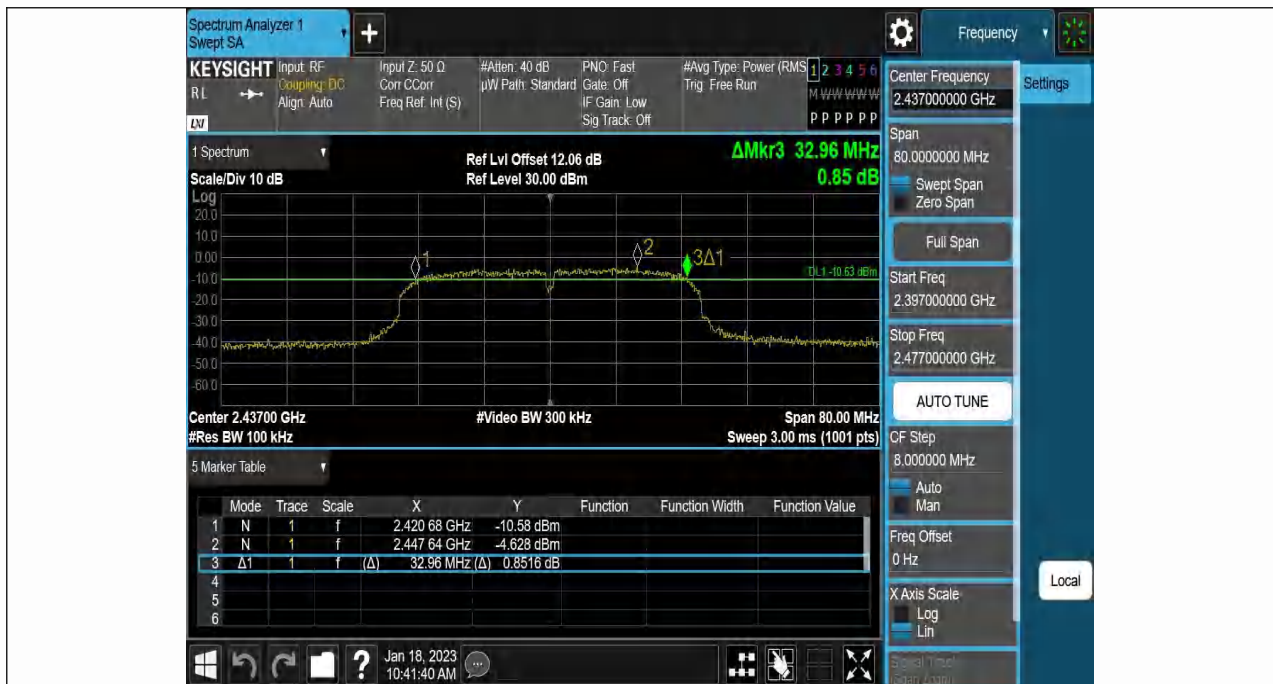 Spectrum Analyzer 1
Swept SA
+
Frequency
KEYSIGHT
RL
LXI
Input: RF
Coupling: DC
Align: Auto
Input Z: 50 Ω
Corr CCorr
Freq Ref: Int (S)
#Atten: 40 dB
µW Path: Standard
PNO: Fast
Gate: Off
IF Gain: Low
Sig Track: Off
#Avg Type: Power (RMS
Trig: Free Run
1 2 3 4 5 6
M W W W W W
P P P P P P
1 Spectrum
Scale/Div 10 dB
Ref Lvl Offset 12.06 dB
Ref Level 30.00 dBm
ΔMkr3 32.96 MHz
0.85 dB
Log
20.0
10.0
0.00
-10.0
-20.0
-30.0
-40.0
-50.0
-60.0
1
2
3Δ1
DL1 -10.63 dBm
Center 2.43700 GHz
#Res BW 100 kHz
#Video BW 300 kHz
Span 80.00 MHz
Sweep 3.00 ms (1001 pts)
5 Marker Table
Mode Trace Scale X Y Function Function Width Function Value
1 N 1 f 2.420 68 GHz -10.58 dBm
2 N 1 f 2.447 64 GHz -4.628 dBm
3 Δ1 1 f (Δ) 32.96 MHz (Δ) 0.8516 dB
4
5
6
?
Jan 18, 2023
10:41:40 AM
Center Frequency
2.437000000 GHz
Span
80.0000000 MHz
Swept Span
Zero Span
Full Span
Start Freq
2.397000000 GHz
Stop Freq
2.477000000 GHz
AUTO TUNE
CF Step
8.000000 MHz
Auto
Man
Freq Offset
0 Hz
X Axis Scale
Log
Lin
Signal Track
(Span Zoom)
Settings
Local